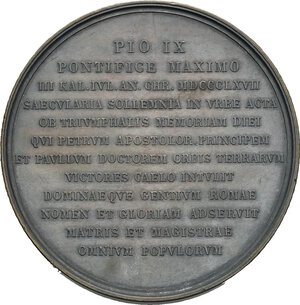 PIO IX
PONTIFICE MAXIMO
III KAL. IVL. AN. CHR. MDCCCLXVII
SAECVLARIA SOLLEMNIA IN VRBE ACTA
OB TRIVMPHALIS MEMORIAM DIEI
QVI PETRVM APOSTOLOR. PRINCIPEM
ET PAVLVM DOCTOREM ORBIS TERRARVM
VICTORES CAELO INTVLIT
DOMINAEQVE GENTIVM ROMAE
NOMEN ET GLORIAM ADSERVIT
MATRIS ET MAGISTRAE
OMNIVM POPVLORVM